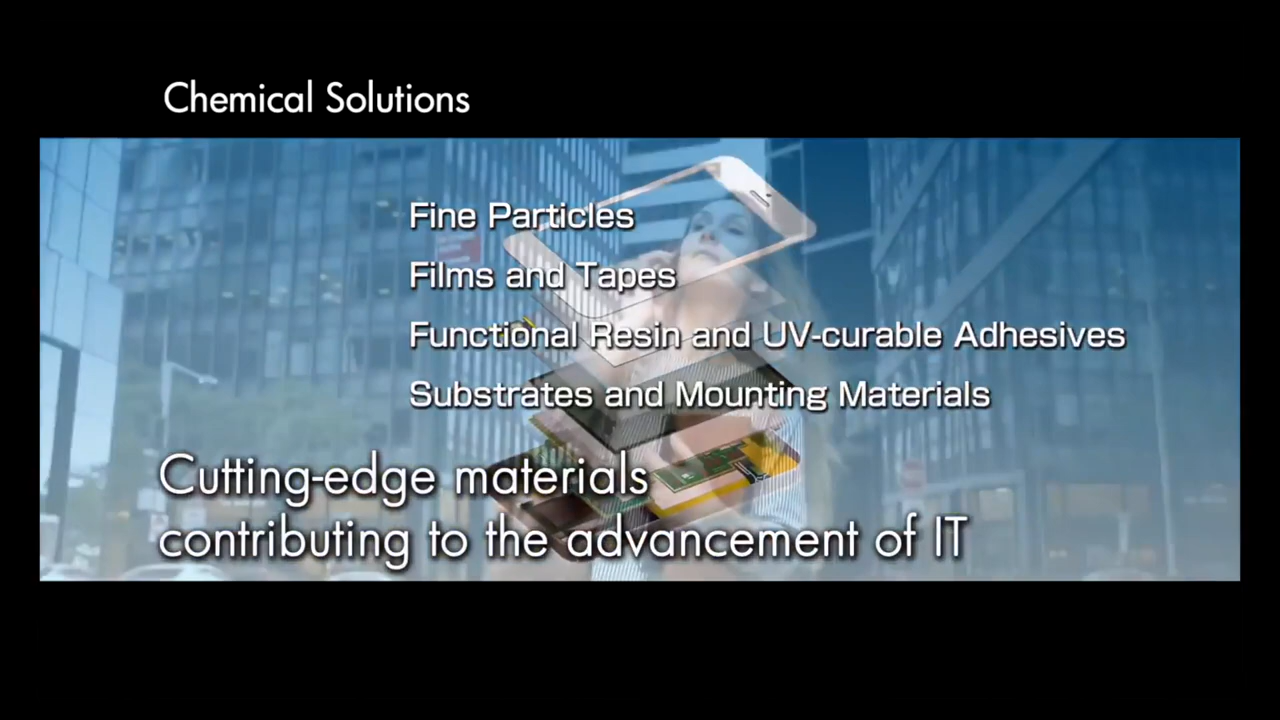 Chemical Solutions
Fine Particles
Films and Tapes
Functional Resin and UV-curable Adhesives
Substrates and Mounting Materials
Cutting-edge materials
contributing to the advancement of IT